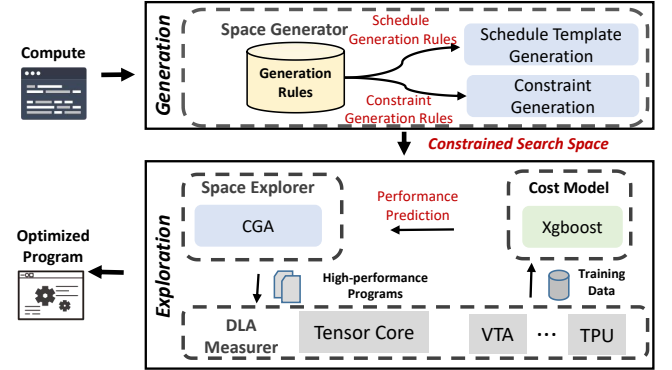 Compute
Generation
Space Generator
Generation
Rules
Schedule
Generation Rules
Constraint
Generation Rules
Schedule Template
Generation
Constraint
Generation
Constrained Search Space
Optimized
Program
Exploration
Space Explorer
CGA
Performance
Prediction
Cost Model
Xgboost
High-performance
Programs
Training
Data
DLA
Measurer
Tensor Core
VTA
...
TPU